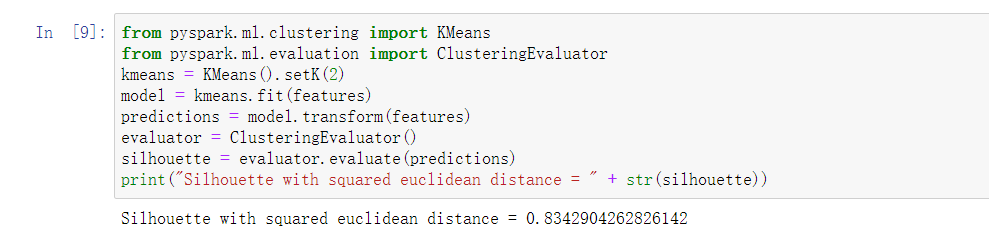 In [9]: from pyspark.ml.clustering import KMeans
from pyspark.ml.evaluation import ClusteringEvaluator
kmeans = KMeans().setK(2)
model = kmeans.fit(features)
predictions = model.transform(features)
evaluator = ClusteringEvaluator()
silhouette = evaluator.evaluate(predictions)
print("Silhouette with squared euclidean distance = " + str(silhouette))
Silhouette with squared euclidean distance = 0.8342904262826142